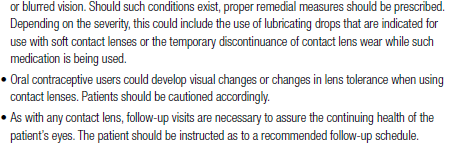 or blurred vision. Should such conditions exist, proper remedial measures should be prescribed.
Depending on the severity, this could include the use of lubricating drops that are indicated for
use with soft contact lenses or the temporary discontinuance of contact lens wear while such
medication is being used.
• Oral contraceptive users could develop visual changes or changes in lens tolerance when using
contact lenses. Patients should be cautioned accordingly.
• As with any contact lens, follow-up visits are necessary to assure the continuing health of the
patient's eyes. The patient should be instructed as to a recommended follow-up schedule.